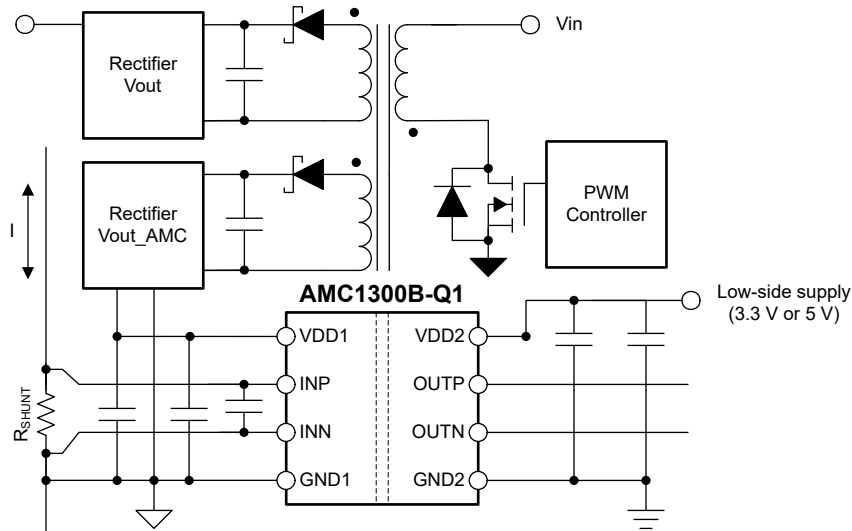 Rectifier
Vout
Vin
Rectifier
Vout_AMC
PWM
Controller
I
AMC1300B-Q1
Low-side supply
(3.3 V or 5 V)
VDD1
VDD2
INP
OUTP
RSHUNT
INN
OUTN
GND1
GND2